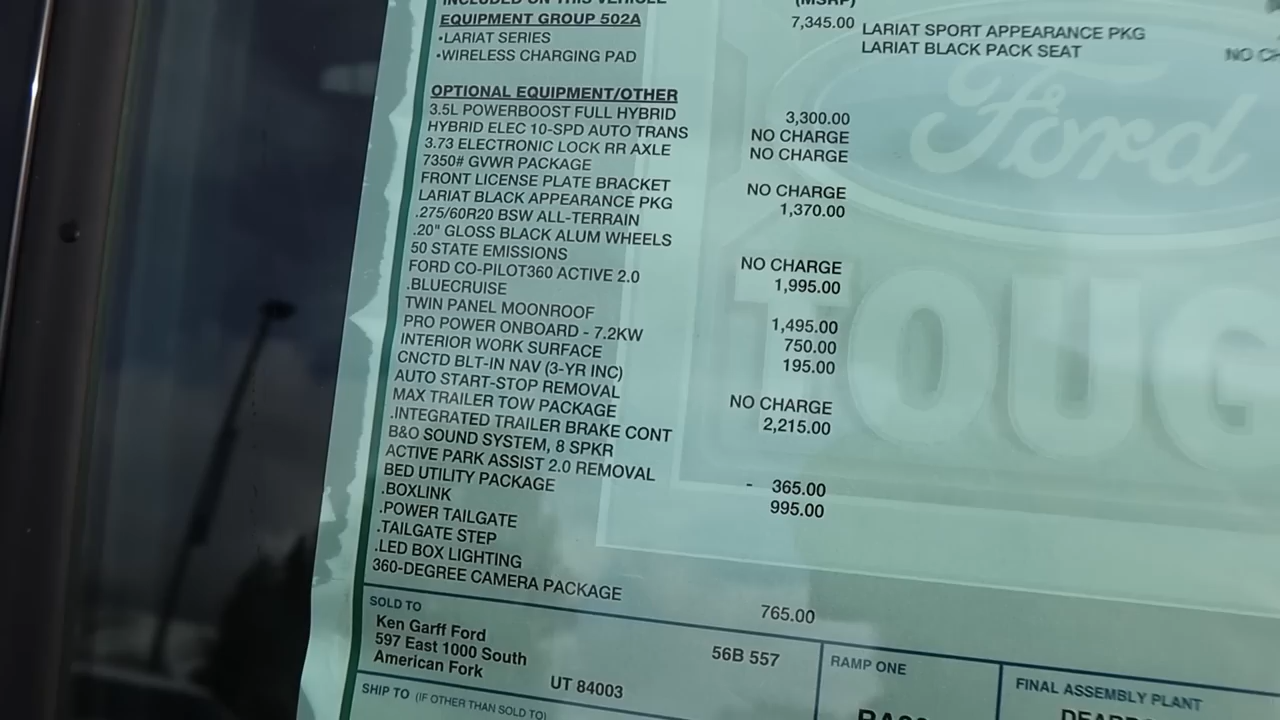 INCLUDED ON THIS VEHICLE (MSRP)
EQUIPMENT GROUP 502A 7,345.00
•LARIAT SERIES
•WIRELESS CHARGING PAD
OPTIONAL EQUIPMENT/OTHER
3.5L POWERBOOST FULL HYBRID 3,300.00
HYBRID ELEC 10-SPD AUTO TRANS NO CHARGE
3.73 ELECTRONIC LOCK RR AXLE NO CHARGE
7350# GVWR PACKAGE
FRONT LICENSE PLATE BRACKET NO CHARGE
LARIAT BLACK APPEARANCE PKG 1,370.00
.275/60R20 BSW ALL-TERRAIN
.20" GLOSS BLACK ALUM WHEELS
50 STATE EMISSIONS NO CHARGE
FORD CO-PILOT360 ACTIVE 2.0 1,995.00
.BLUECRUISE
TWIN PANEL MOONROOF 1,495.00
PRO POWER ONBOARD - 7.2KW 750.00
INTERIOR WORK SURFACE 195.00
CNCTD BLT-IN NAV (3-YR INC)
AUTO START-STOP REMOVAL NO CHARGE
MAX TRAILER TOW PACKAGE 2,215.00
.INTEGRATED TRAILER BRAKE CONT
B&O SOUND SYSTEM, 8 SPKR
ACTIVE PARK ASSIST 2.0 REMOVAL - 365.00
BED UTILITY PACKAGE 995.00
.BOXLINK
.POWER TAILGATE
.TAILGATE STEP
.LED BOX LIGHTING
360-DEGREE CAMERA PACKAGE 765.00
LARIAT SPORT APPEARANCE PKG
LARIAT BLACK PACK SEAT NO CH
Ford
TOUG
SOLD TO
Ken Garff Ford
597 East 1000 South 56B 557
American Fork UT 84003
SHIP TO (IF OTHER THAN SOLD TO)
RAMP ONE
FINAL ASSEMBLY PLANT